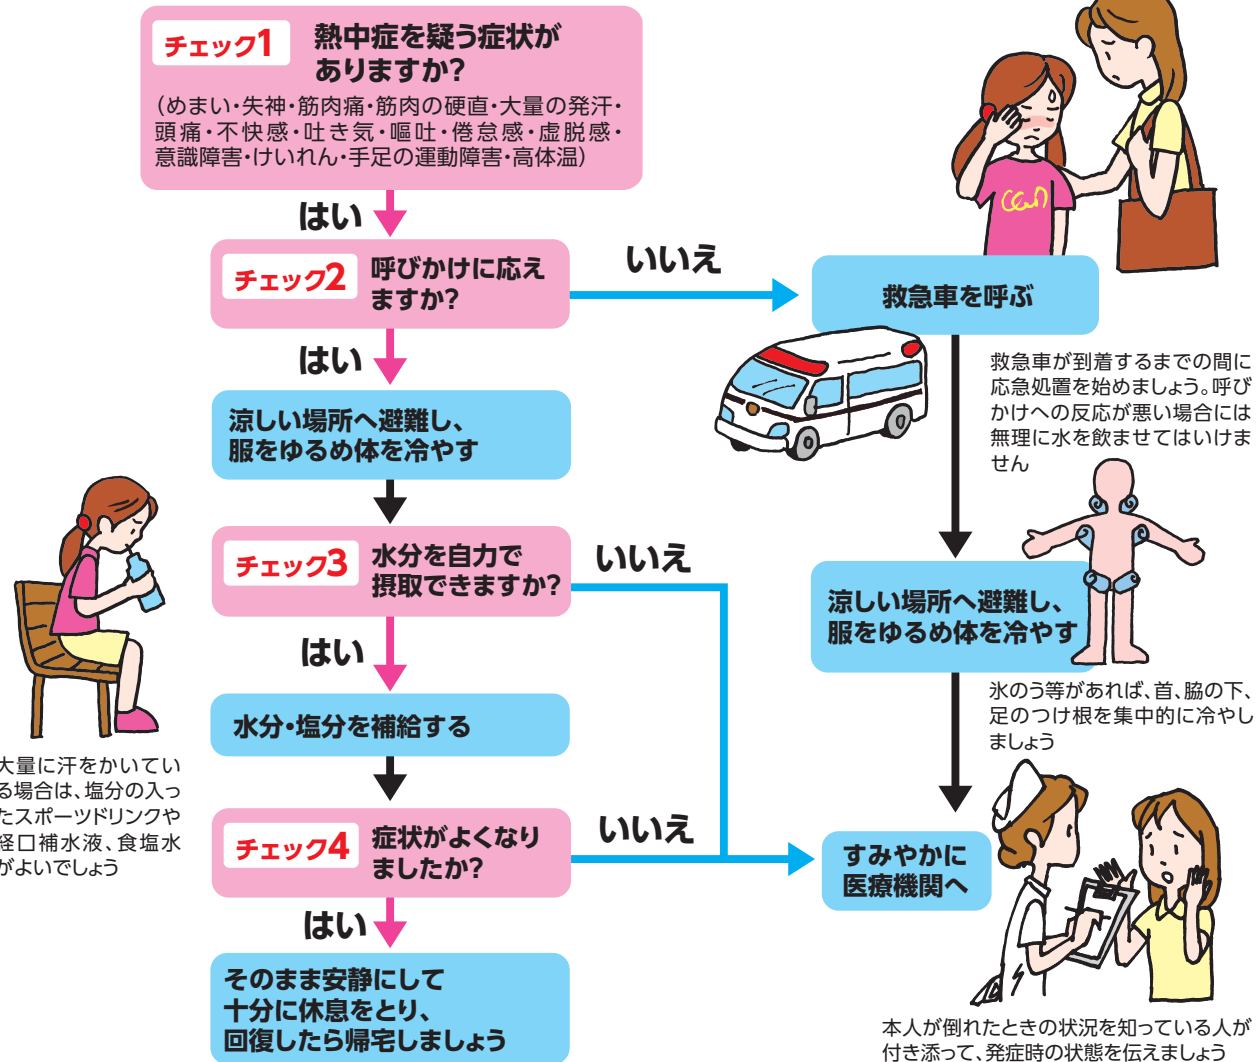 チェック1 熱中症を疑う症状が
ありますか?
(めまい・失神・筋肉痛・筋肉の硬直・大量の発汗・
頭痛・不快感・吐き気・嘔吐・倦怠感・虚脱感・
意識障害・けいれん・手足の運動障害・高体温)
はい
チェック2 呼びかけに応え
ますか?
いいえ
救急車を呼ぶ
救急車が到着するまでの間に
応急処置を始めましょう。呼び
かけへの反応が悪い場合には
無理に水を飲ませてはいけま
せん
はい
涼しい場所へ避難し、
服をゆるめ体を冷やす
チェック3 水分を自力で
摂取できますか?
いいえ
涼しい場所へ避難し、
服をゆるめ体を冷やす
氷のう等があれば、首、脇の下、
足のつけ根を集中的に冷やし
ましょう
はい
水分・塩分を補給する
大量に汗をかいてい
る場合は、塩分の入っ
たスポーツドリンクや
経口補水液、食塩水
がよいでしょう
チェック4 症状がよくなり
ましたか?
いいえ
すみやかに
医療機関へ
はい
そのまま安静にして
十分に休息をとり、
回復したら帰宅しましょう
本人が倒れたときの状況を知っている人が
付き添って、発症時の状態を伝えましょう